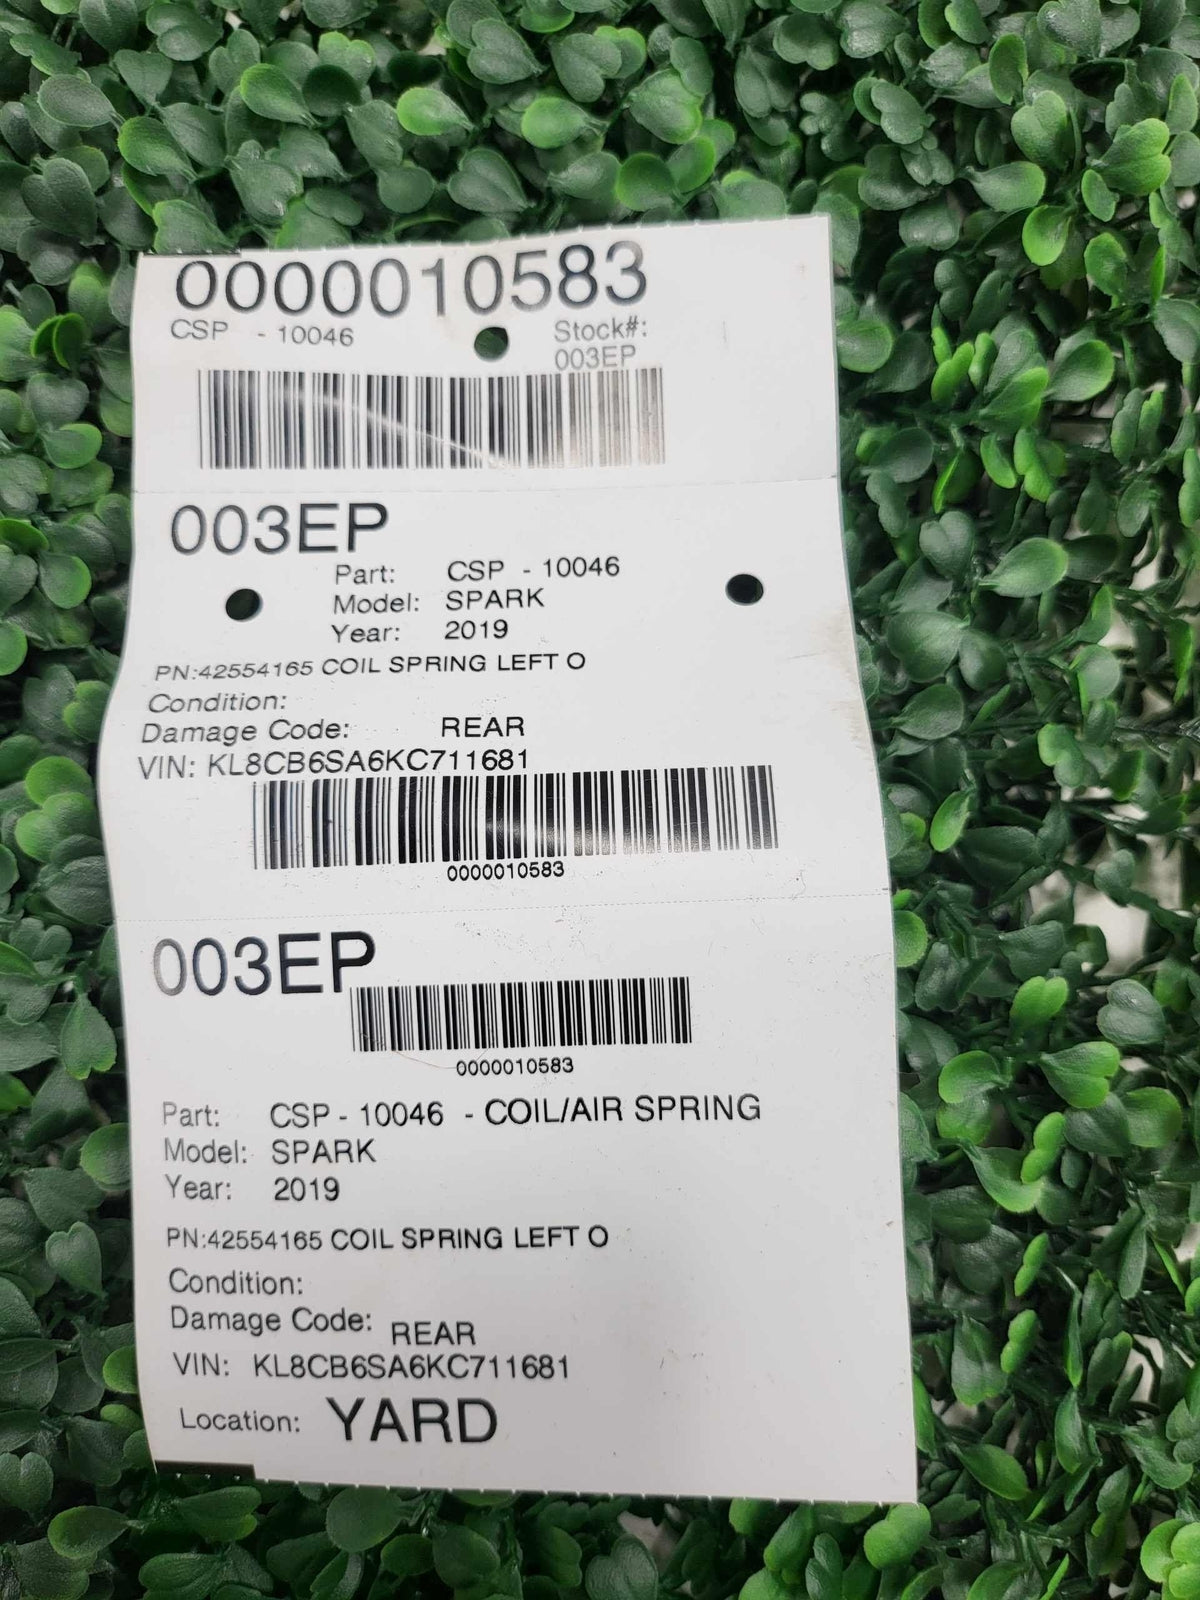 0000010583
CSP - 10046
Stock#:
003EP
003EP
Part: CSP - 10046
Model: SPARK
Year: 2019
PN:42554165 COIL SPRING LEFT O
Condition:
Damage Code: REAR
VIN: KL8CB6SA6KC711681
0000010583
003EP
0000010583
Part: CSP - 10046 - COIL/AIR SPRING
Model: SPARK
Year: 2019
PN:42554165 COIL SPRING LEFT O
Condition:
Damage Code: REAR
VIN: KL8CB6SA6KC711681
Location: YARD